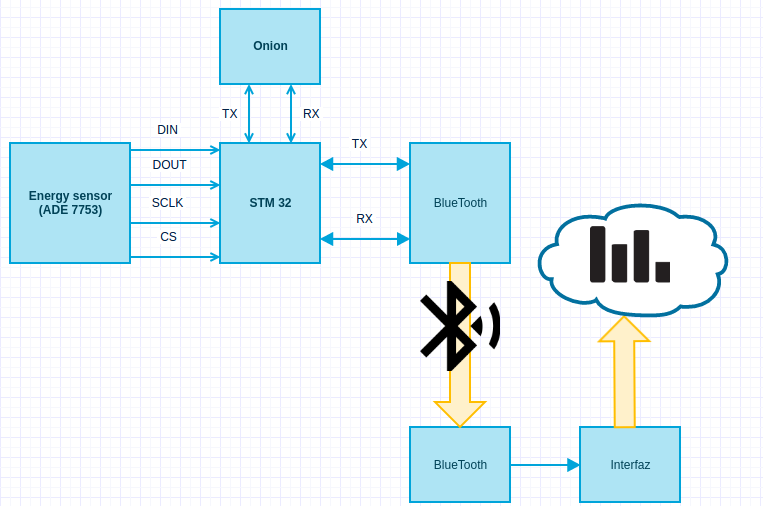 Onion
TX
RX
DIN
DOUT
SCLK
CS
Energy sensor
(ADE 7753)
STM 32
TX
RX
BlueTooth
BlueTooth
Interfaz